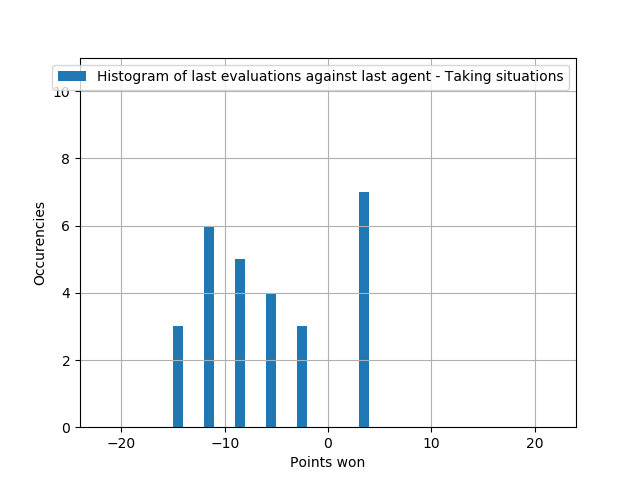 Histogram of last evaluations against last agent - Taking situations
10
8
6
4
2
0
Occurencies
−20 −10 0 10 20
Points won